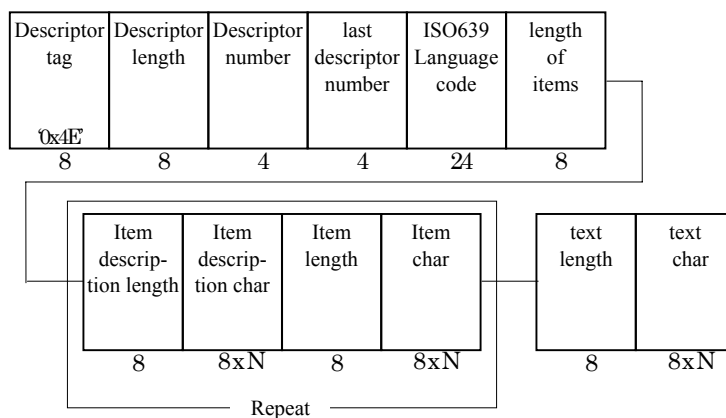 Descriptor tag
'0x4E'
Descriptor length
Descriptor number
last descriptor number
ISO639 Language code
length of items
8 8 4 4 24 8
Item descrip-tion length
Item descrip-tion char
Item length
Item char
text length
text char
8 8xN 8 8xN 8 8xN
Repeat